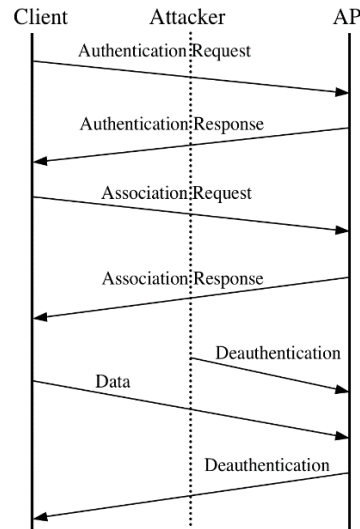 Client Attacker AP
Authentication Request
Authentication Response
Association Request
Association Response
Deauthentication
Data
Deauthentication